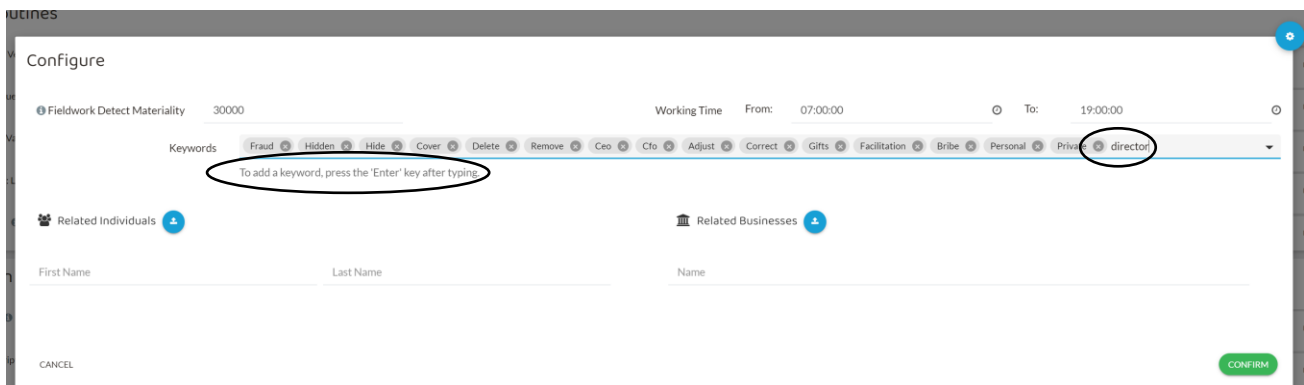 utines
Configure
Fieldwork Detect Materiality 30000 Working Time From: 07:00:00 To: 19:00:00
Keywords Fraud Hidden Hide Cover Delete Remove Ceo Cfo Adjust Correct Gifts Facilitation Bribe Personal Private director
To add a keyword, press the 'Enter' key after typing.
Related Individuals Related Businesses
First Name Last Name Name
CANCEL CONFIRM